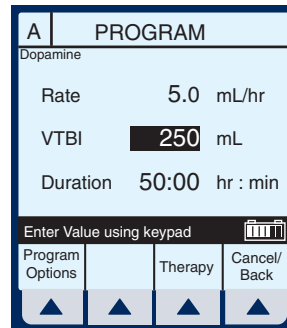 A PROGRAM
Dopamine
Rate 5.0 mL/hr
VTBI 250 mL
Duration 50:00 hr : min
Enter Value using keypad
Program Options Therapy Cancel/ Back